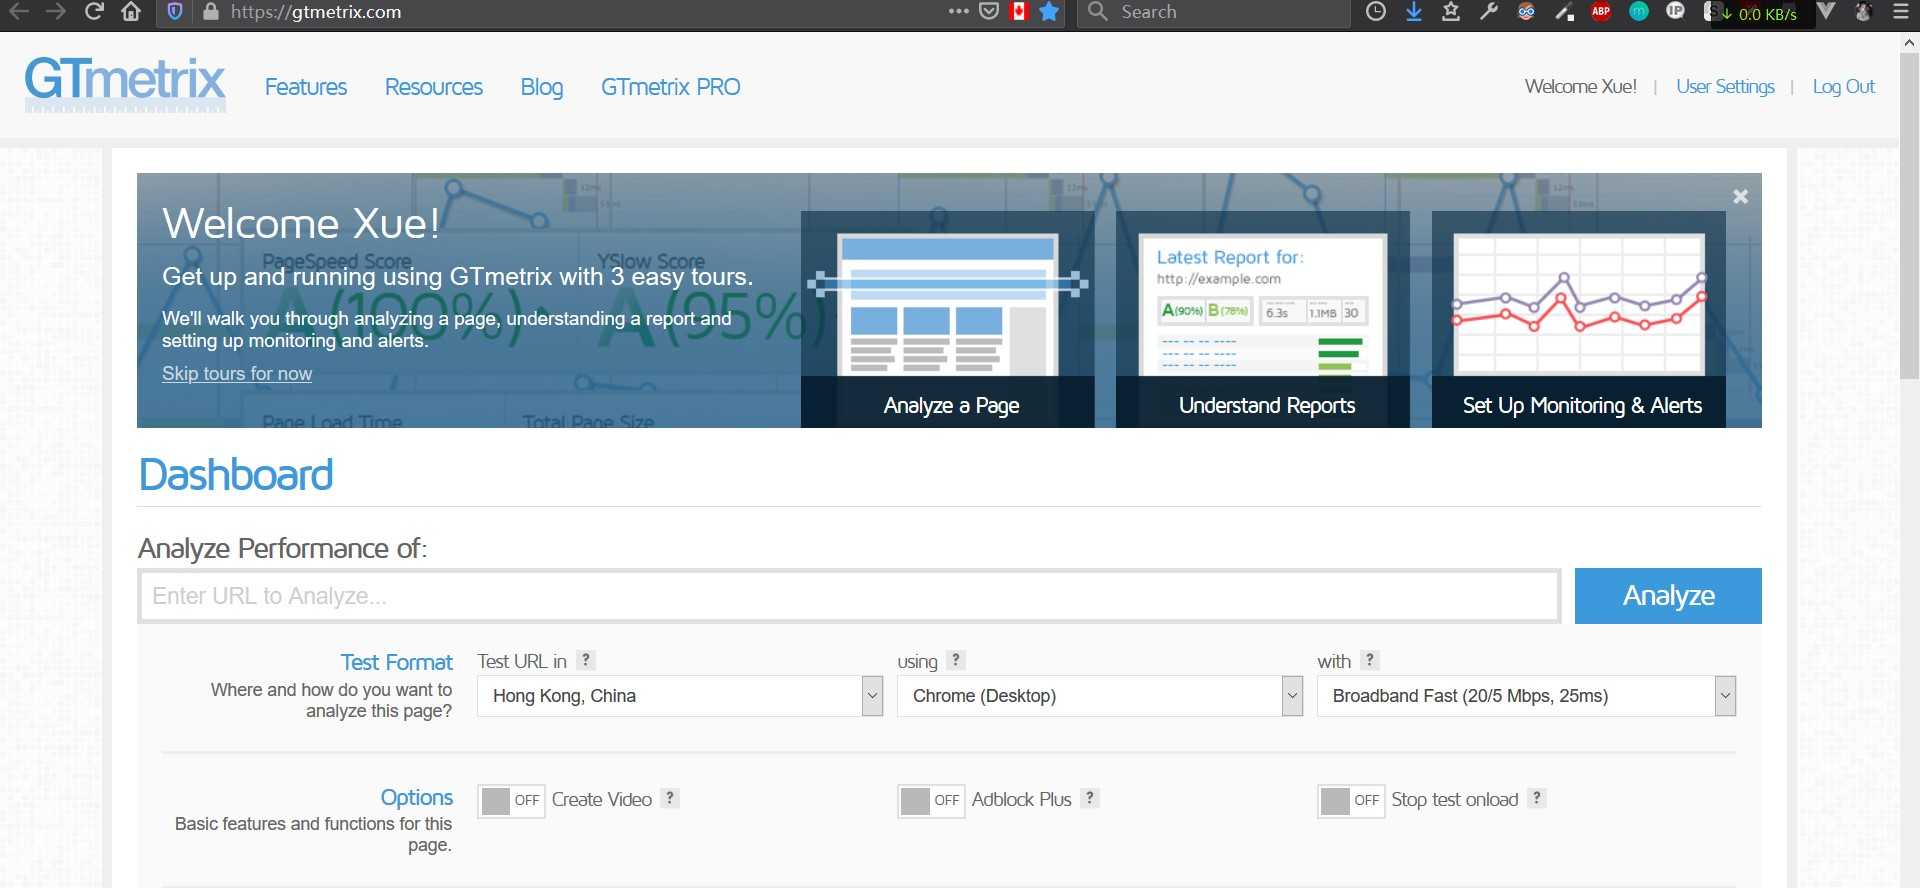 https://gtmetrix.com
Search
ABP
IP
0.0 KB/s
GTmetrix
Features
Resources
Blog
GTmetrix PRO
Welcome Xue!
User Settings
Log Out
Welcome Xue!
PageSpeed Score
YSlow Score
Get up and running using GTmetrix with 3 easy tours.
A (100%)
A (95%)
We'll walk you through analyzing a page, understanding a report and
setting up monitoring and alerts.
Skip tours for now
Page Load Time
Total Page Size
Analyze a Page
Latest Report for:
http://example.com
A(90%) B(78%)
6.3s 1.1MB 30
Understand Reports
Set Up Monitoring & Alerts
Dashboard
Analyze Performance of:
Enter URL to Analyze...
Analyze
Test Format
Where and how do you want to
analyze this page?
Test URL in ?
Hong Kong, China
using ?
Chrome (Desktop)
with ?
Broadband Fast (20/5 Mbps, 25ms)
Options
Basic features and functions for this
page.
OFF Create Video ?
OFF Adblock Plus ?
OFF Stop test onload ?